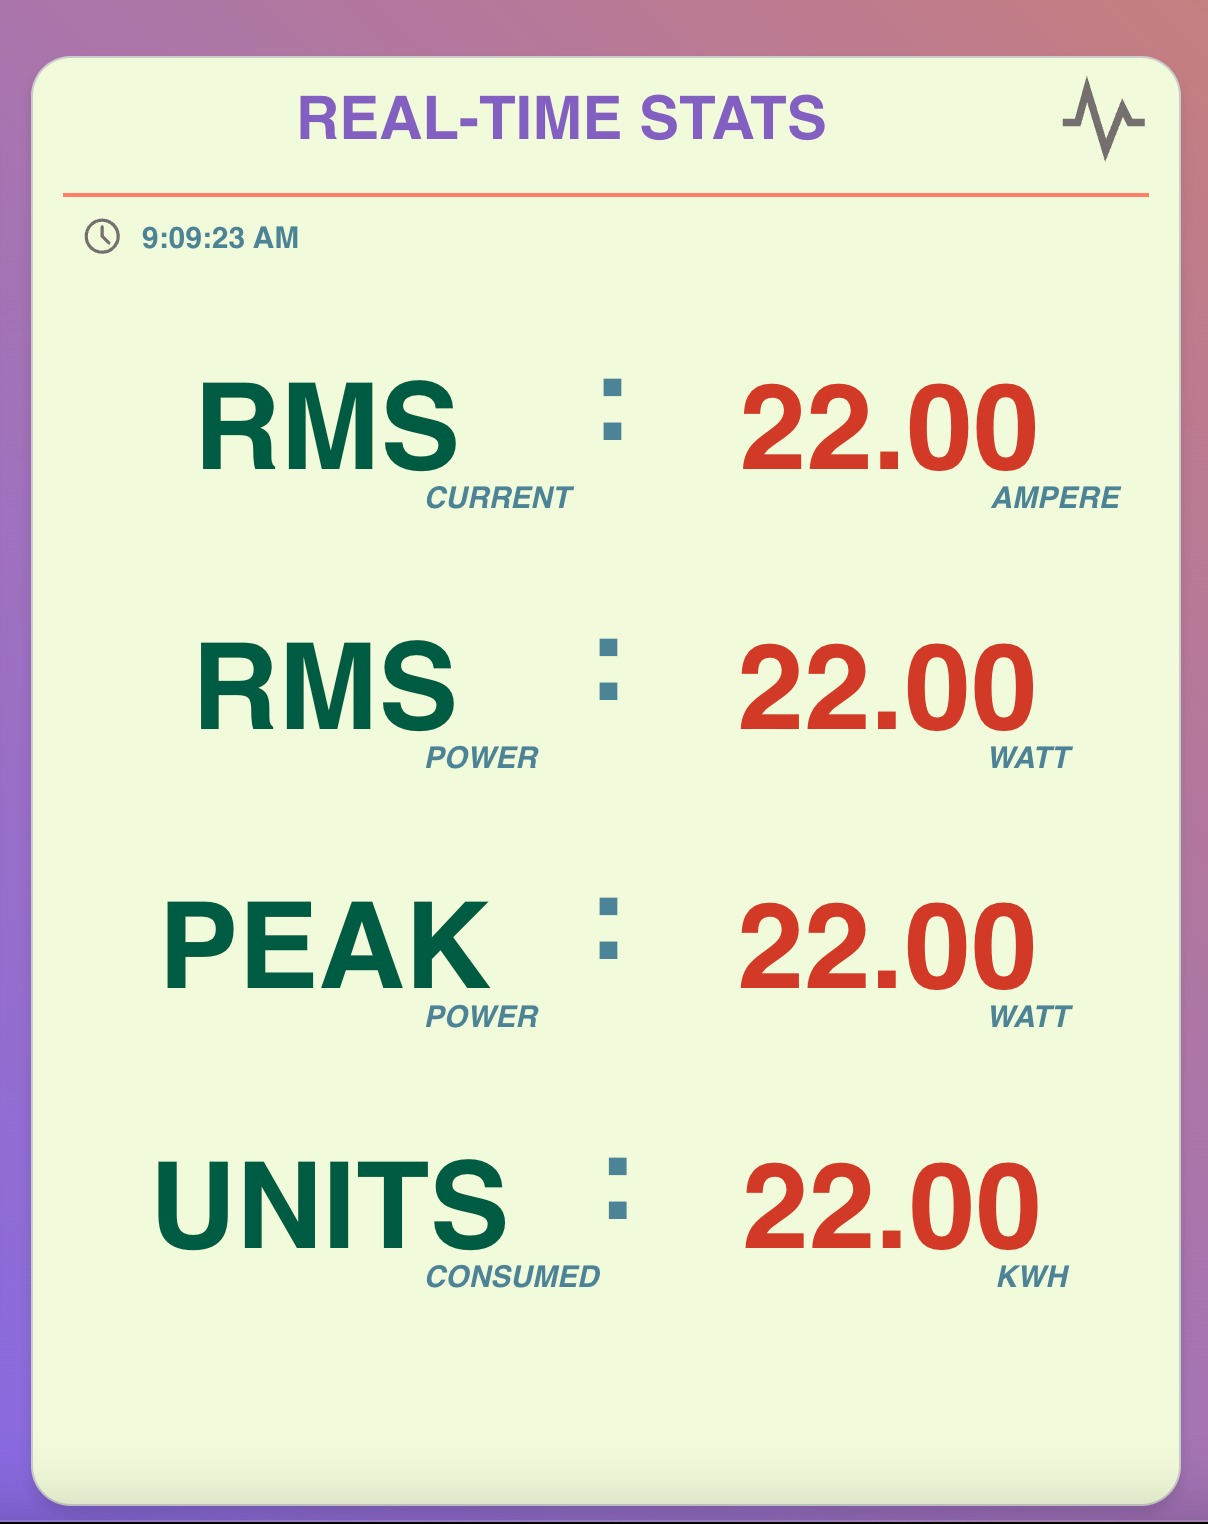 REAL-TIME STATS
9:09:23 AM
RMS : 22.00
CURRENT AMPERE
RMS : 22.00
POWER WATT
PEAK : 22.00
POWER WATT
UNITS : 22.00
CONSUMED KWH